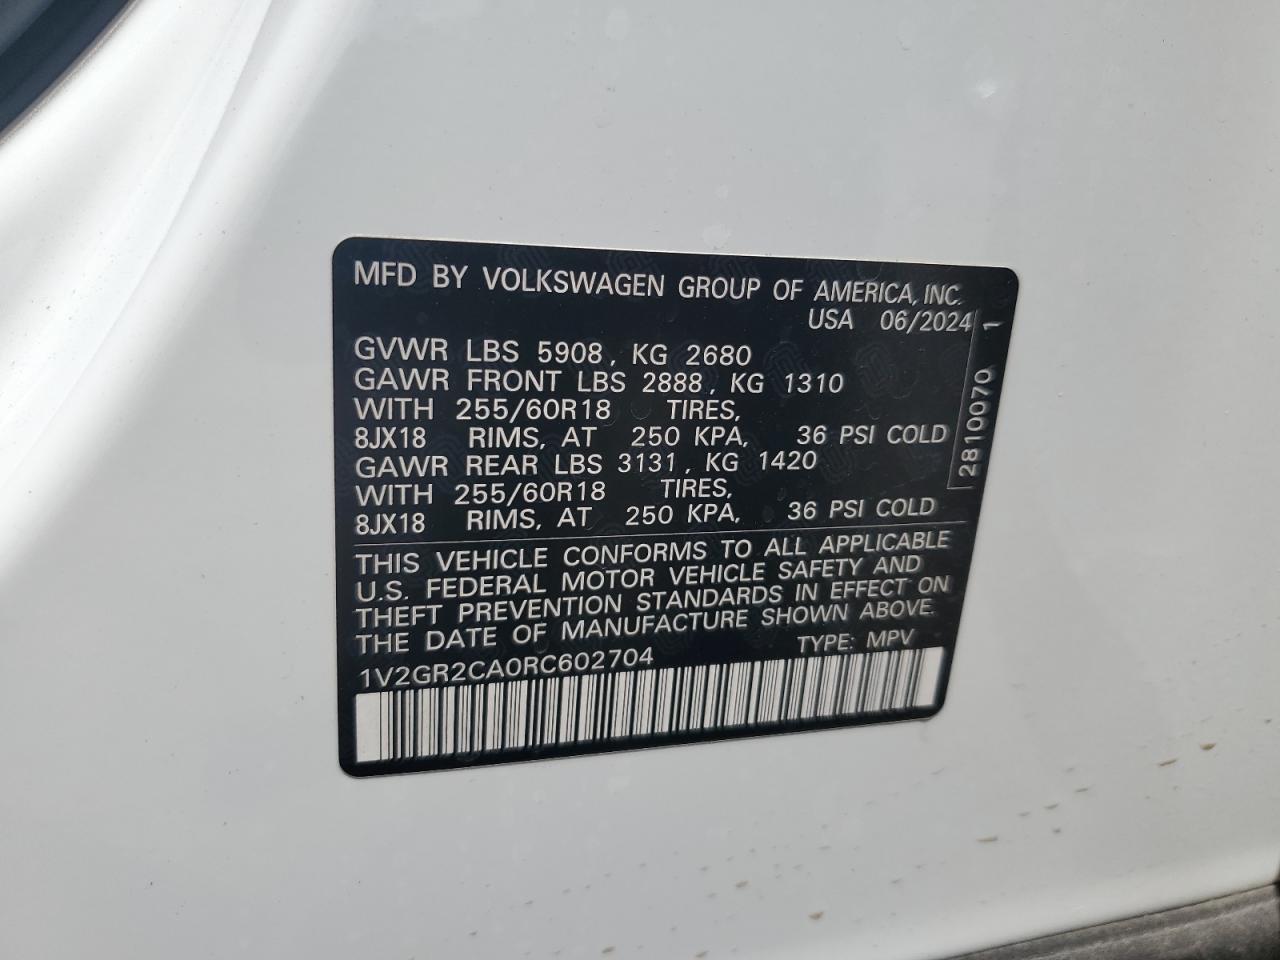 MFD BY VOLKSWAGEN GROUP OF AMERICA, INC.
USA 06/2024
GVWR LBS 5908, KG 2680
GAWR FRONT LBS 2888, KG 1310
WITH 255/60R18 TIRES,
8JX18 RIMS, AT 250 KPA, 36 PSI COLD
GAWR REAR LBS 3131, KG 1420
WITH 255/60R18 TIRES,
8JX18 RIMS, AT 250 KPA, 36 PSI COLD
2810070 1
THIS VEHICLE CONFORMS TO ALL APPLICABLE
U.S. FEDERAL MOTOR VEHICLE SAFETY AND
THEFT PREVENTION STANDARDS IN EFFECT ON
THE DATE OF MANUFACTURE SHOWN ABOVE.
TYPE: MPV
1V2GR2CA0RC602704